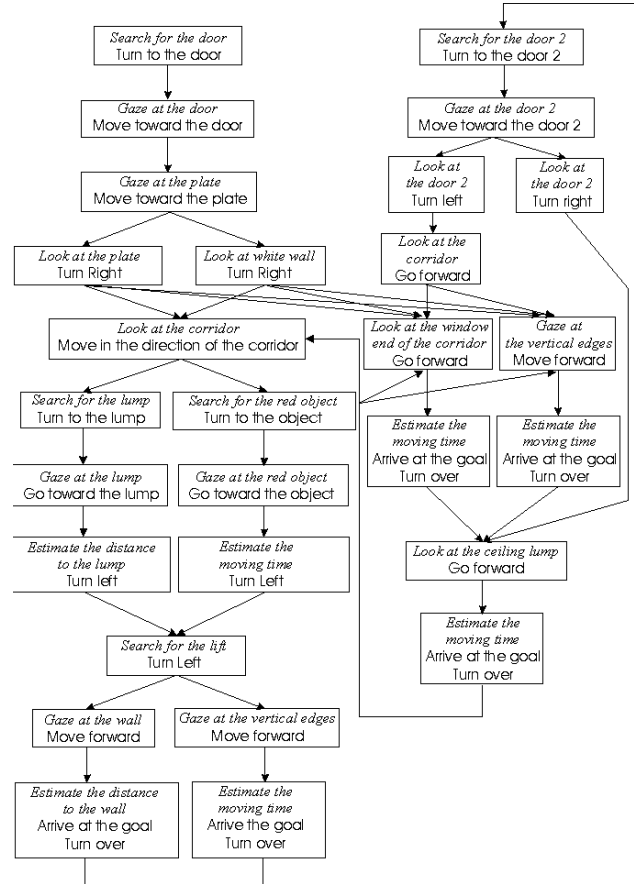 Search for the door
Turn to the door
Gaze at the door
Move toward the door
Gaze at the plate
Move toward the plate
Look at the plate
Turn Right
Look at white wall
Turn Right
Look at the corridor
Move in the direction of the corridor
Search for the lump
Turn to the lump
Search for the red object
Turn to the object
Gaze at the lump
Go toward the lump
Gaze at the red object
Go toward the object
Estimate the distance
to the lump
Turn left
Estimate the
moving time
Turn Left
Search for the lift
Turn Left
Gaze at the wall
Move forward
Gaze at the vertical edges
Move forward
Estimate the distance
to the wall
Arrive at the goal
Turn over
Estimate the
moving time
Arrive the goal
Turn over
Search for the door 2
Turn to the door 2
Gaze at the door 2
Move toward the door 2
Look at
the door 2
Turn left
Look at
the door 2
Turn right
Look at the
corridor
Go forward
Look at the window
end of the corridor
Go forward
Gaze at
the vertical edges
Move forward
Estimate the
moving time
Arrive at the goal
Turn over
Estimate the
moving time
Arrive at the goal
Turn over
Look at the ceiling lump
Go forward
Estimate the
moving time
Arrive at the goal
Turn over